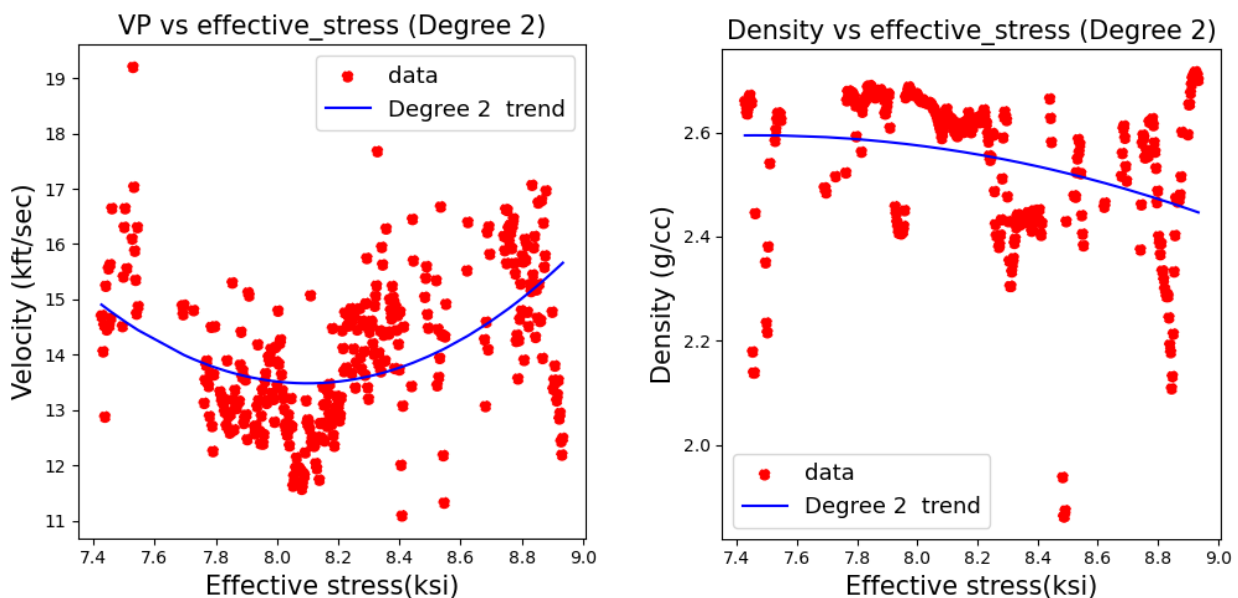 VP vs effective_stress (Degree 2)
19
18
17
16
15
14
13
12
11
Velocity (kft/sec)
data
Degree 2  trend
7.4 7.6 7.8 8.0 8.2 8.4 8.6 8.8 9.0
Effective stress(ksi)
Density vs effective_stress (Degree 2)
2.6
2.4
2.2
2.0
Density (g/cc)
data
Degree 2  trend
7.4 7.6 7.8 8.0 8.2 8.4 8.6 8.8 9.0
Effective stress(ksi)